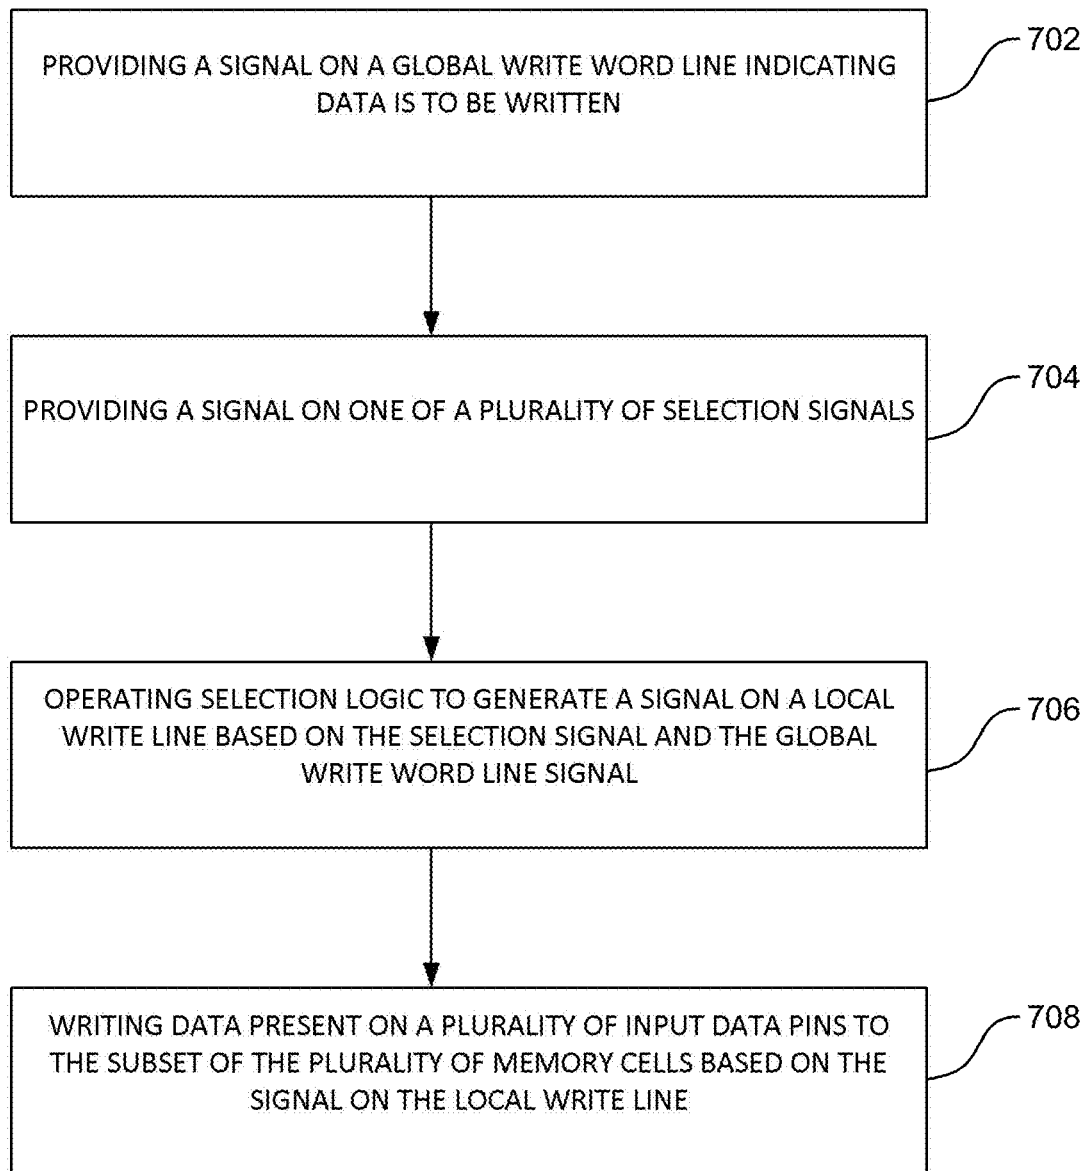 PROVIDING A SIGNAL ON A GLOBAL WRITE WORD LINE INDICATING
DATA IS TO BE WRITTEN
702
PROVIDING A SIGNAL ON ONE OF A PLURALITY OF SELECTION SIGNALS
704
OPERATING SELECTION LOGIC TO GENERATE A SIGNAL ON A LOCAL
WRITE LINE BASED ON THE SELECTION SIGNAL AND THE GLOBAL
WRITE WORD LINE SIGNAL
706
WRITING DATA PRESENT ON A PLURALITY OF INPUT DATA PINS TO
THE SUBSET OF THE PLURALITY OF MEMORY CELLS BASED ON THE
SIGNAL ON THE LOCAL WRITE LINE
708